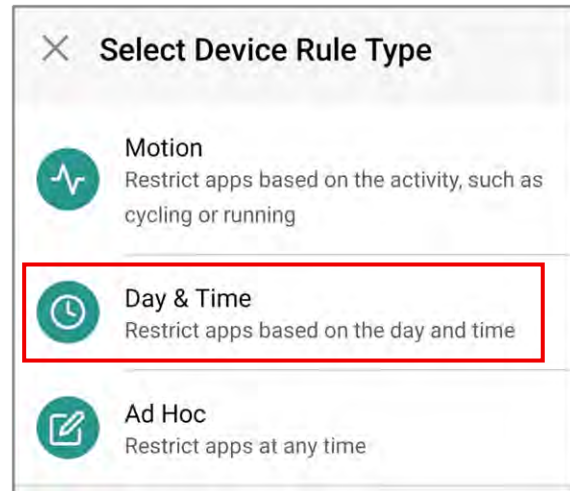 Select Device Rule Type
Motion
Restrict apps based on the activity, such as
cycling or running
Day & Time
Restrict apps based on the day and time
Ad Hoc
Restrict apps at any time